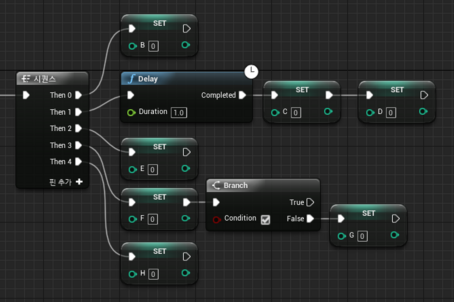 SET
B 0
시퀀스
Then 0
Then 1
Then 2
Then 3
Then 4
핀 추가 +
Delay
Completed
Duration 1.0
SET
C 0
SET
D 0
SET
E 0
SET
F 0
Branch
True
Condition
False
SET
G 0
SET
H 0